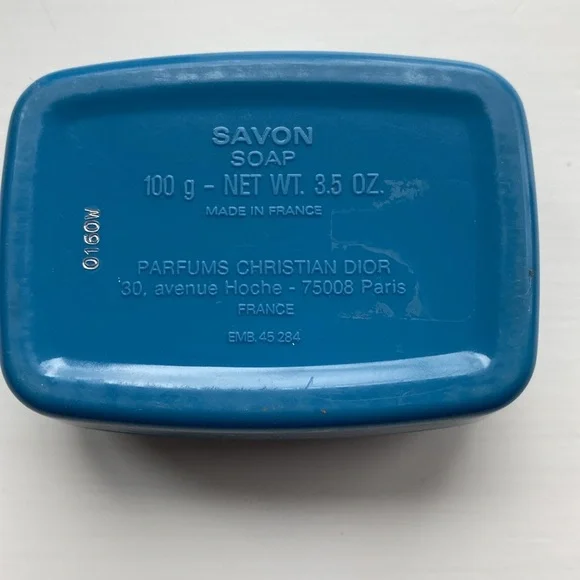 SAVON
SOAP
100 g - NET WT. 3.5 OZ.
MADE IN FRANCE
0160W
PARFUMS CHRISTIAN DIOR
30, avenue Hoche - 75008 Paris
FRANCE
EMB. 45 284